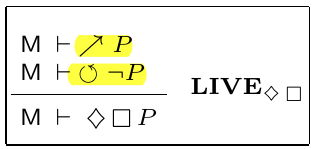 M ⊢ ↗ P
M ⊢ ↺ ¬P
LIVE◇□
M ⊢ ◇□P